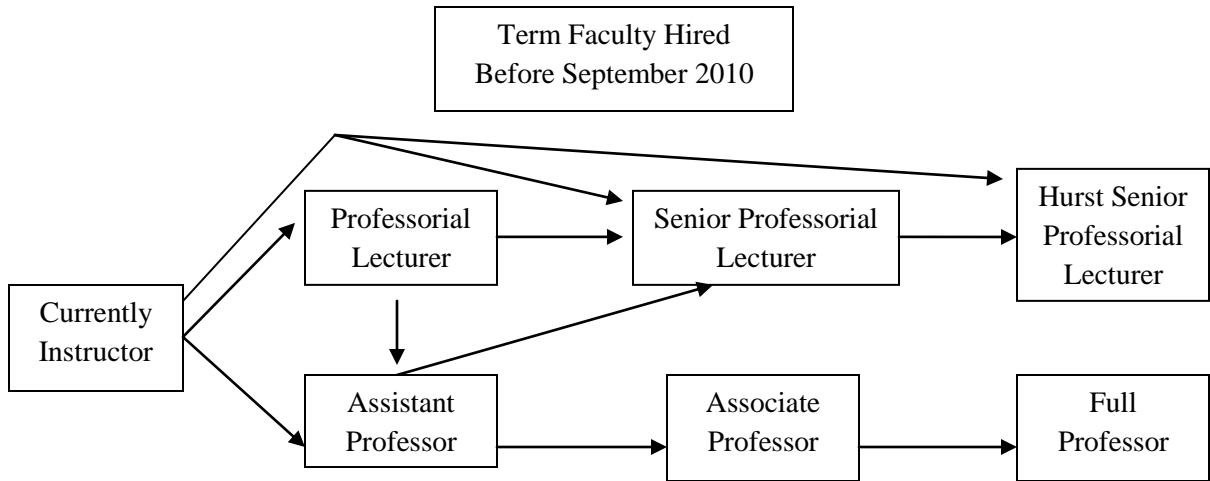 Term Faculty Hired
Before September 2010
Professorial
Lecturer
Senior Professorial
Lecturer
Hurst Senior
Professorial
Lecturer
Currently
Instructor
Assistant
Professor
Associate
Professor
Full
Professor